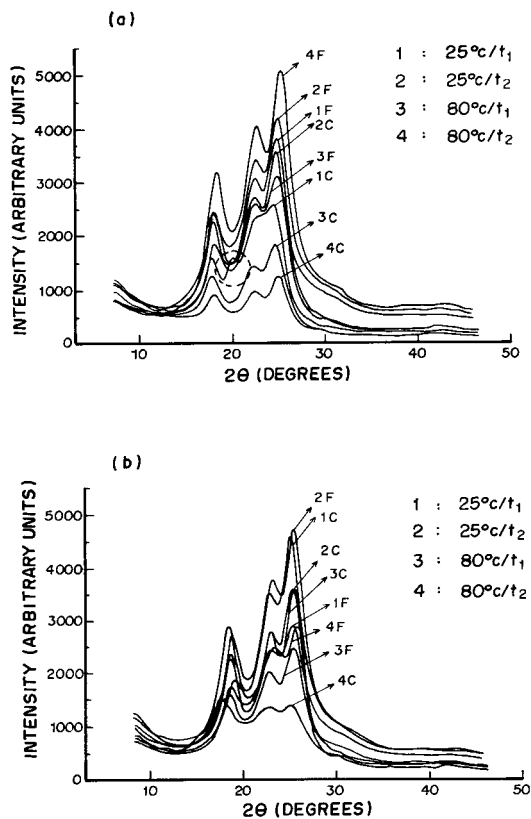 (a)
4F
2F
1F
2C
3F
1C
3C
4C
1 : 25°c/t1
2 : 25°c/t2
3 : 80°c/t1
4 : 80°c/t2
INTENSITY (ARBITRARY UNITS)
5000
4000
3000
2000
1000
0
10 20 30 40 50
2θ (DEGREES)
(b)
2F
1C
2C
3C
1F
4F
3F
4C
1 : 25°c/t1
2 : 25°c/t2
3 : 80°c/t1
4 : 80°c/t2
INTENSITY (ARBITRARY UNITS)
5000
4000
3000
2000
1000
0
10 20 30 40 50
2θ (DEGREES)